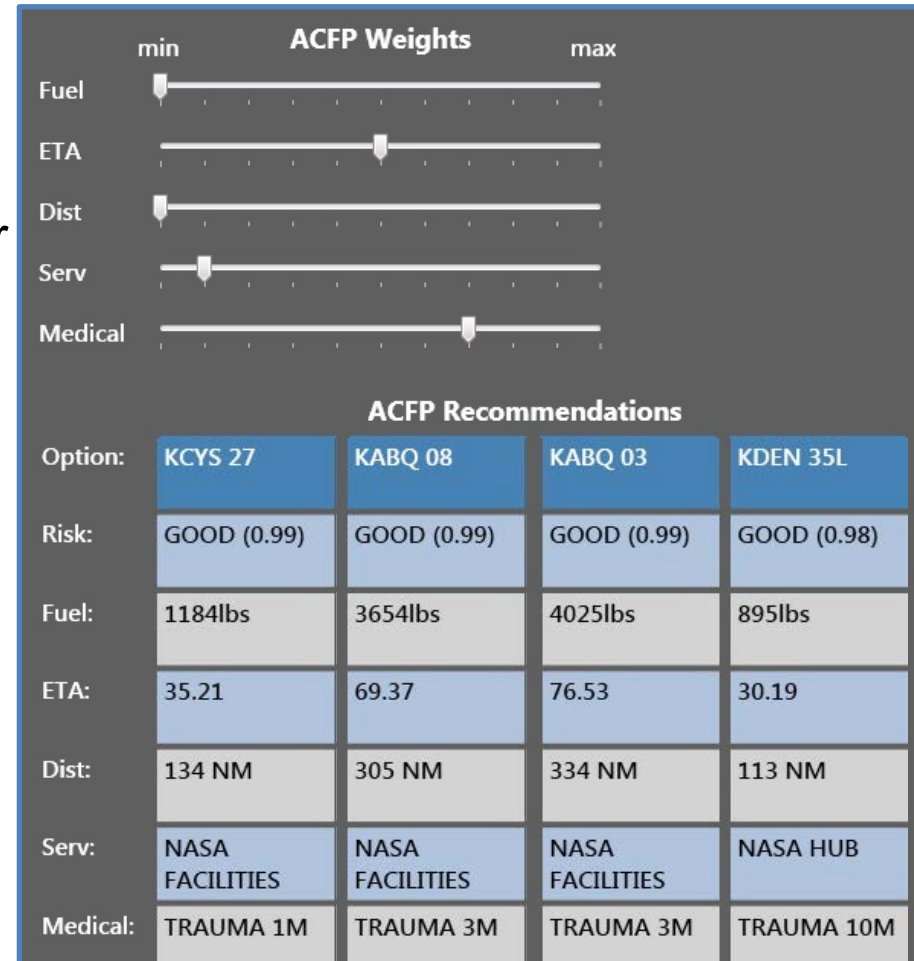 ACFP Weights
min max
Fuel
ETA
Dist
Serv
Medical
r
ACFP Recommendations
Option: KCYS 27 KABQ 08 KABQ 03 KDEN 35L
Risk: GOOD (0.99) GOOD (0.99) GOOD (0.99) GOOD (0.98)
Fuel: 1184lbs 3654lbs 4025lbs 895lbs
ETA: 35.21 69.37 76.53 30.19
Dist: 134 NM 305 NM 334 NM 113 NM
Serv: NASA FACILITIES NASA FACILITIES NASA FACILITIES NASA HUB
Medical: TRAUMA 1M TRAUMA 3M TRAUMA 3M TRAUMA 10M